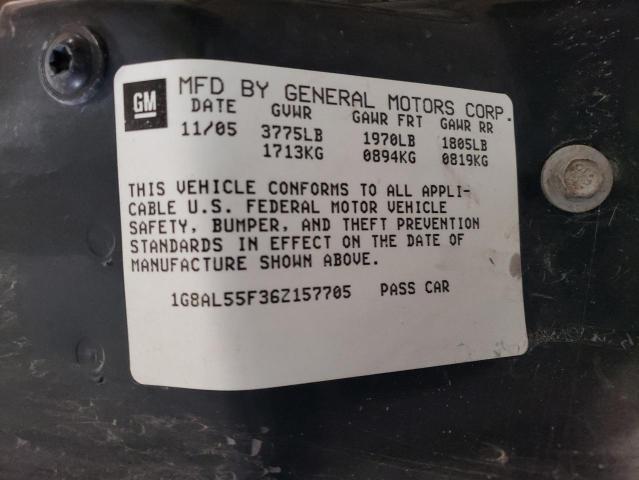 GM
MFD BY GENERAL MOTORS CORP.
DATE GVWR GAWR FRT GAWR RR
11/05 3775LB 1970LB 1805LB
1713KG 0894KG 0819KG
THIS VEHICLE CONFORMS TO ALL APPLI-
CABLE U.S. FEDERAL MOTOR VEHICLE
SAFETY, BUMPER, AND THEFT PREVENTION
STANDARDS IN EFFECT ON THE DATE OF
MANUFACTURE SHOWN ABOVE.
1G8AL55F36Z157705 PASS CAR